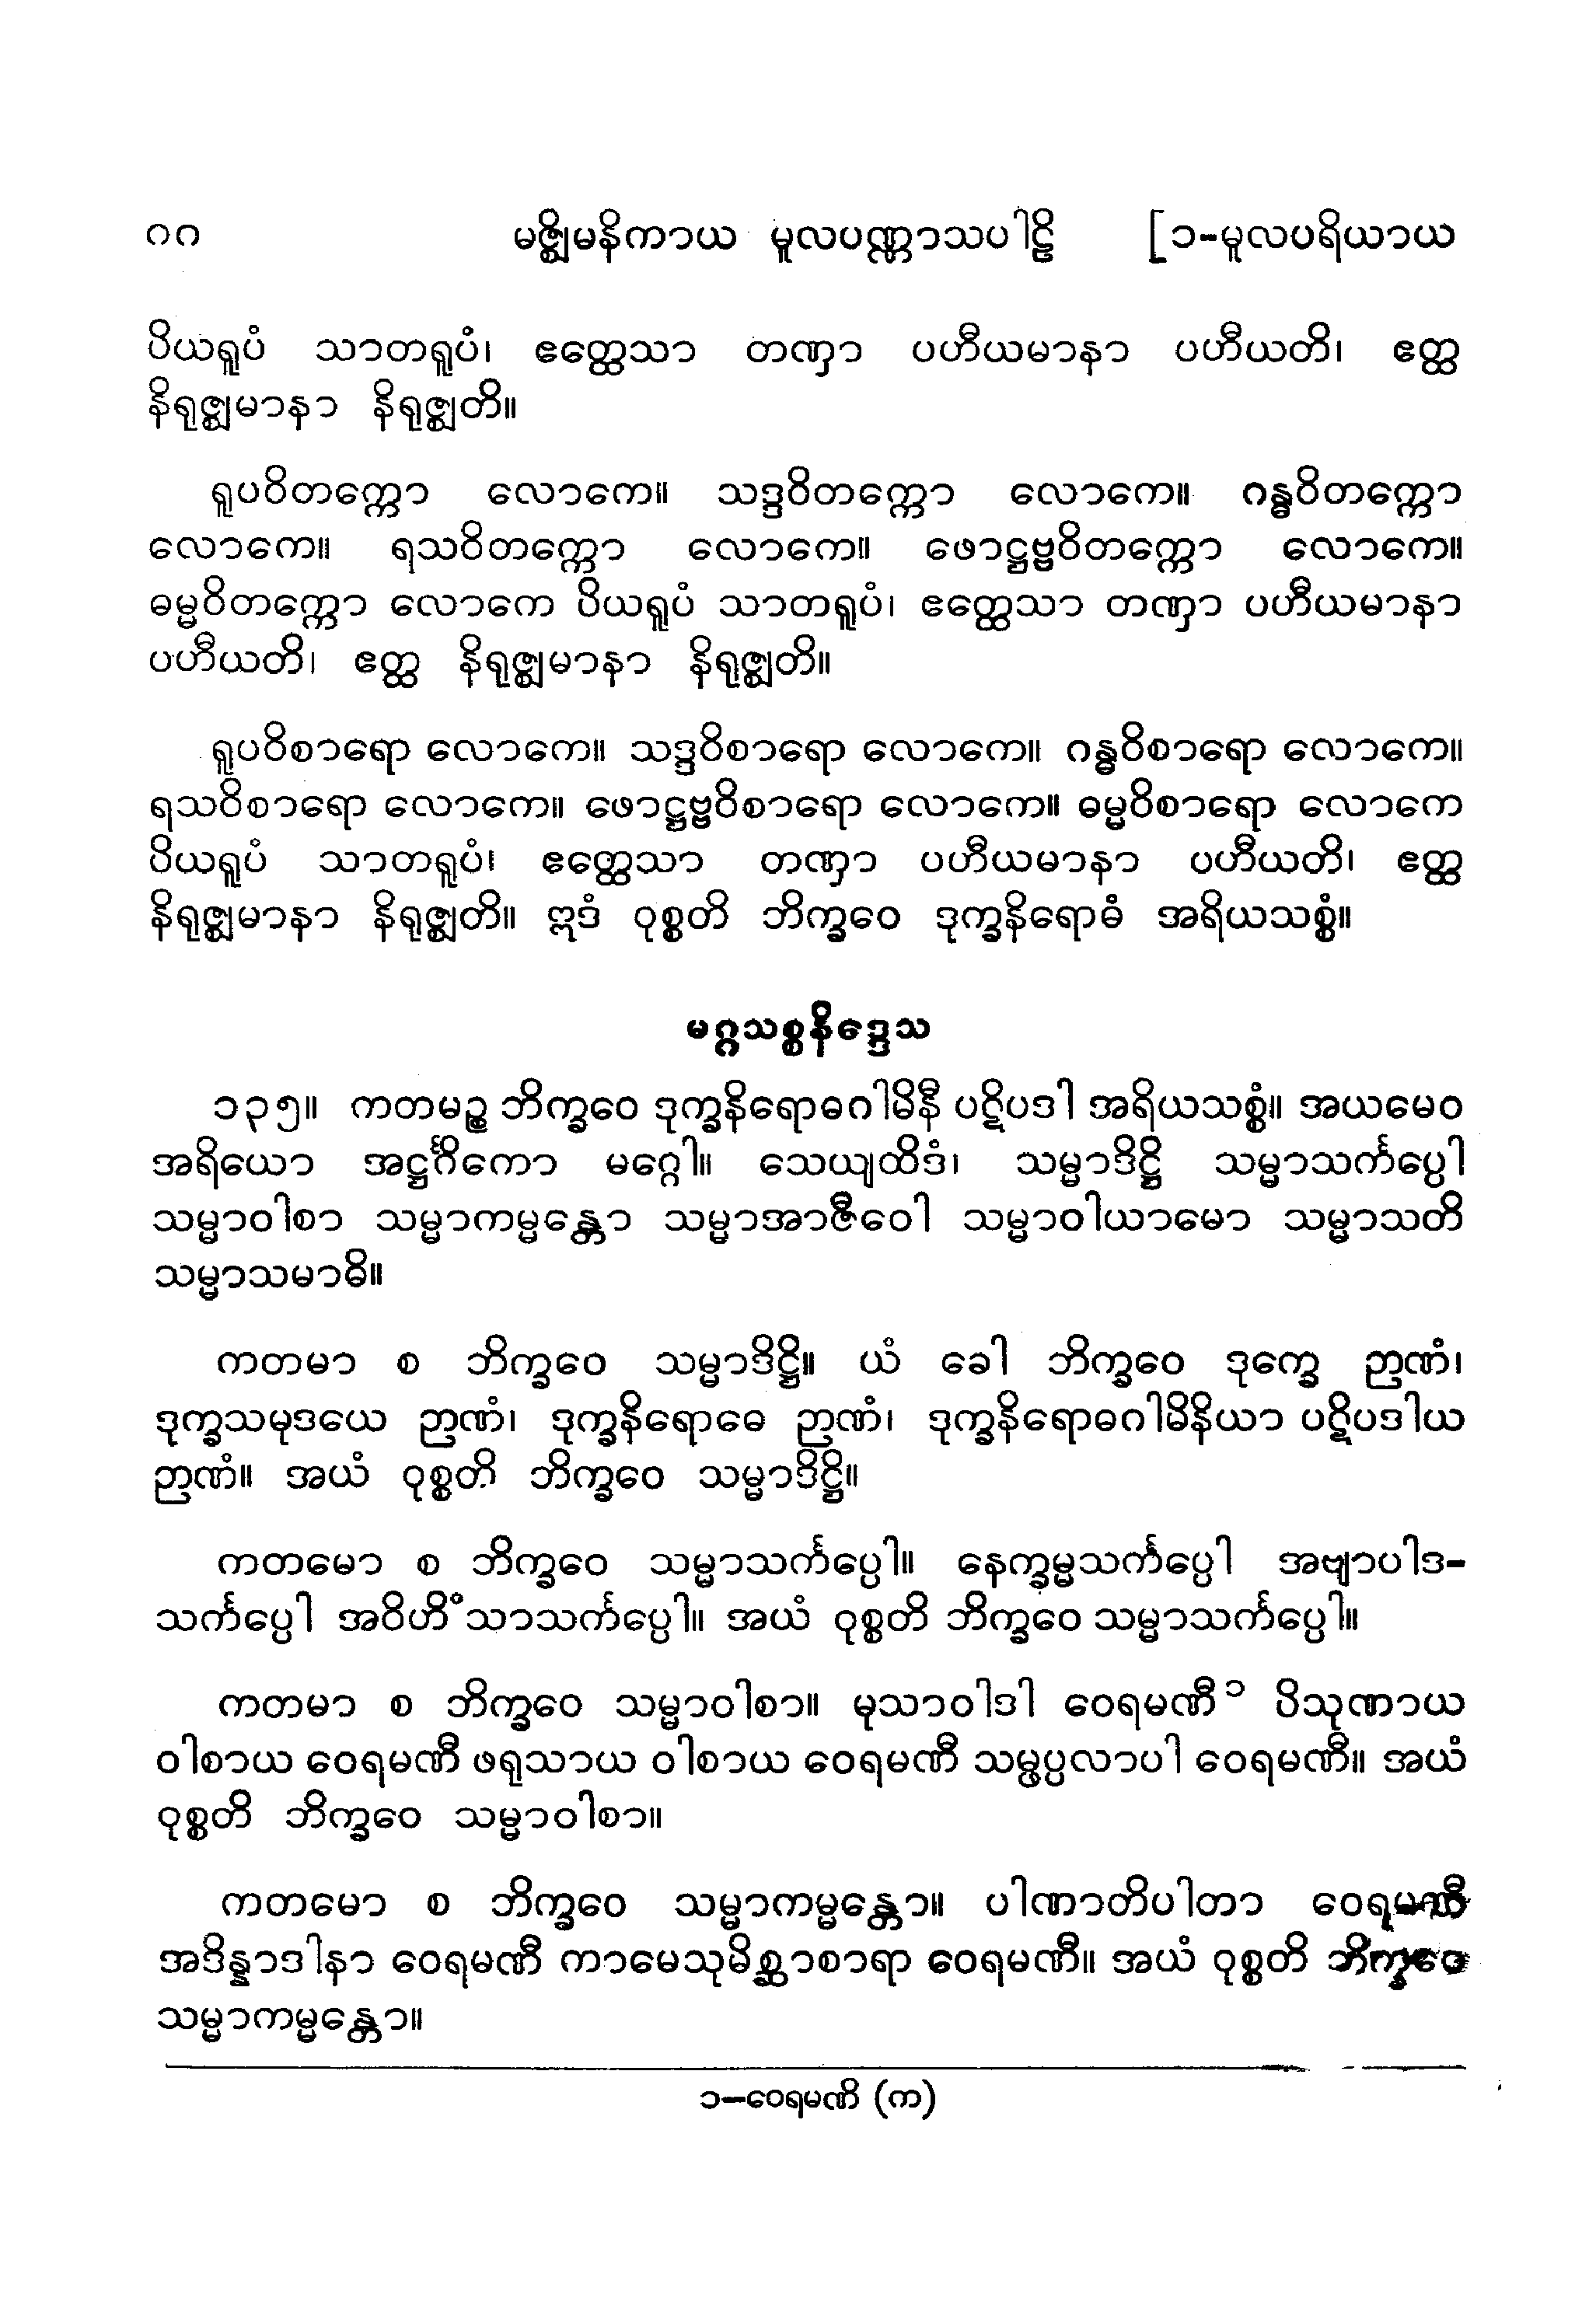 ၈၈ မဇ္ဈိမနိကာယ မူလပဏ္ဏာသပါဠိ [၁-မူလပရိယာယ
ပိယရူပံ သာတရူပံ၊ ဧတ္ထေသာ တဏှာ ပဟီယမာနာ ပဟီယတိ၊ ဧတ္ထ
နိရုဇ္ဈမာနာ နိရုဇ္ဈတိ။
ရူပဝိတက္ကော လောကေ။ သဒ္ဒဝိတက္ကော လောကေ။ ဂန္ဓဝိတက္ကော
လောကေ။ ရသဝိတက္ကော လောကေ။ ဖောဋ္ဌဗ္ဗဝိတက္ကော လောကေ။
ဓမ္မဝိတက္ကော လောကေ ပိယရူပံ သာတရူပံ၊ ဧတ္ထေသာ တဏှာ ပဟီယမာနာ
ပဟီယတိ၊ ဧတ္ထ နိရုဇ္ဈမာနာ နိရုဇ္ဈတိ။
ရူပဝိစာရော လောကေ။ သဒ္ဒဝိစာရော လောကေ။ ဂန္ဓဝိစာရော လောကေ။
ရသဝိစာရော လောကေ။ ဖောဋ္ဌဗ္ဗဝိစာရော လောကေ။ ဓမ္မဝိစာရော လောကေ
ပိယရူပံ သာတရူပံ၊ ဧတ္ထေသာ တဏှာ ပဟီယမာနာ ပဟီယတိ၊ ဧတ္ထ
နိရုဇ္ဈမာနာ နိရုဇ္ဈတိ။ ဣဒံ ဝုစ္စတိ ဘိက္ခဝေ ဒုက္ခနိရောဓံ အရိယသစ္စံ။
မဂ္ဂသစ္စနိဒ္ဒေသ
၁၃၅။ ကတမဉ္စ ဘိက္ခဝေ ဒုက္ခနိရောဓဂါမိနီ ပဋိပဒါ အရိယသစ္စံ။ အယမေဝ
အရိယော အဋ္ဌင်္ဂိကော မဂ္ဂေါ။ သေယျထိဒံ၊ သမ္မာဒိဋ္ဌိ သမ္မာသင်္ကပ္ပေါ
သမ္မာဝါစာ သမ္မာကမ္မန္တော သမ္မာအာဇီဝေါ သမ္မာဝါယာမော သမ္မာသတိ
သမ္မာသမာဓိ။
ကတမာ စ ဘိက္ခဝေ သမ္မာဒိဋ္ဌိ။ ယံ ခေါ ဘိက္ခဝေ ဒုက္ခေ ဉာဏံ၊
ဒုက္ခသမုဒယေ ဉာဏံ၊ ဒုက္ခနိရောဓေ ဉာဏံ၊ ဒုက္ခနိရောဓဂါမိနိယာ ပဋိပဒါယ
ဉာဏံ။ အယံ ဝုစ္စတိ ဘိက္ခဝေ သမ္မာဒိဋ္ဌိ။
ကတမော စ ဘိက္ခဝေ သမ္မာသင်္ကပ္ပေါ။ နေက္ခမ္မသင်္ကပ္ပေါ အဗျာပါဒ-
သင်္ကပ္ပေါ အဝိဟိံသာသင်္ကပ္ပေါ။ အယံ ဝုစ္စတိ ဘိက္ခဝေ သမ္မာသင်္ကပ္ပေါ။
ကတမာ စ ဘိက္ခဝေ သမ္မာဝါစာ။ မုသာဝါဒါ ဝေရမဏီ ၁ ပိသုဏာယ
ဝါစာယ ဝေရမဏီ ဖရုသာယ ဝါစာယ ဝေရမဏီ သမ္ဖပ္ပလာပါ ဝေရမဏီ။ အယံ
ဝုစ္စတိ ဘိက္ခဝေ သမ္မာဝါစာ။
ကတမော စ ဘိက္ခဝေ သမ္မာကမ္မန္တော။ ပါဏာတိပါတာ ဝေရမဏီ
အဒိန္နာဒါနာ ဝေရမဏီ ကာမေသုမိစ္ဆာစာရာ ဝေရမဏီ။ အယံ ဝုစ္စတိ ဘိက္ခဝေ
သမ္မာကမ္မန္တော။
၁–ဝေရမဏိ (က)